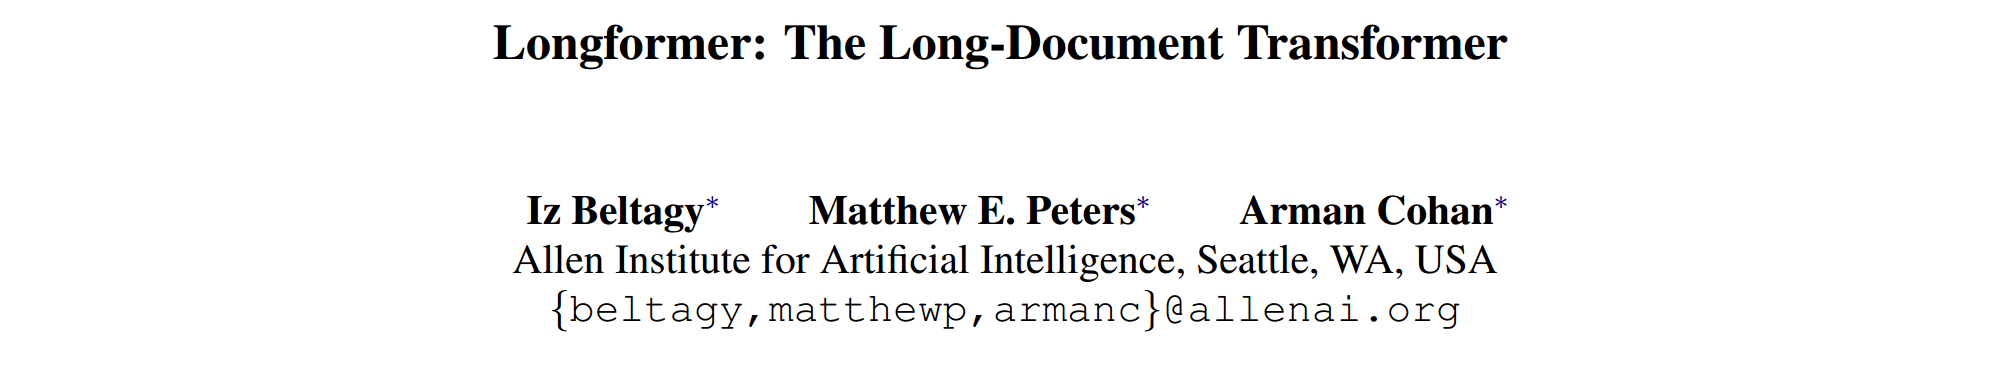 Longformer: The Long-Document Transformer
Iz Beltagy* Matthew E. Peters* Arman Cohan*
Allen Institute for Artificial Intelligence, Seattle, WA, USA
{beltagy,matthewp,armanc}@allenai.org